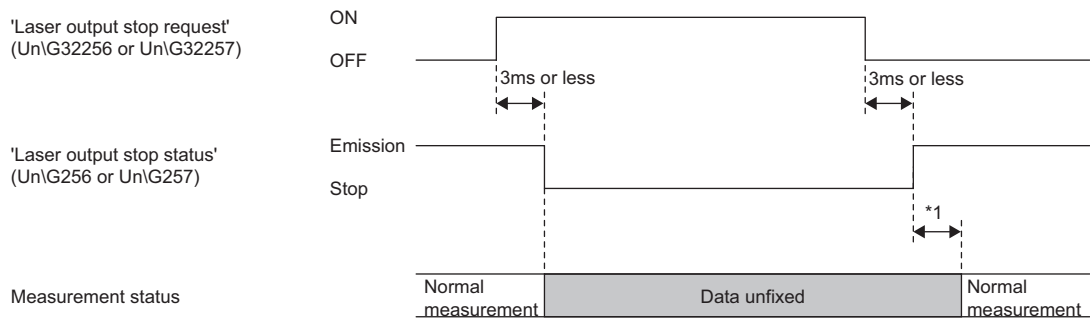 'Laser output stop request'
(Un\G32256 or Un\G32257)
ON
OFF
3ms or less
3ms or less
'Laser output stop status'
(Un\G256 or Un\G257)
Emission
Stop
*1
Measurement status
Normal
measurement
Data unfixed
Normal
measurement